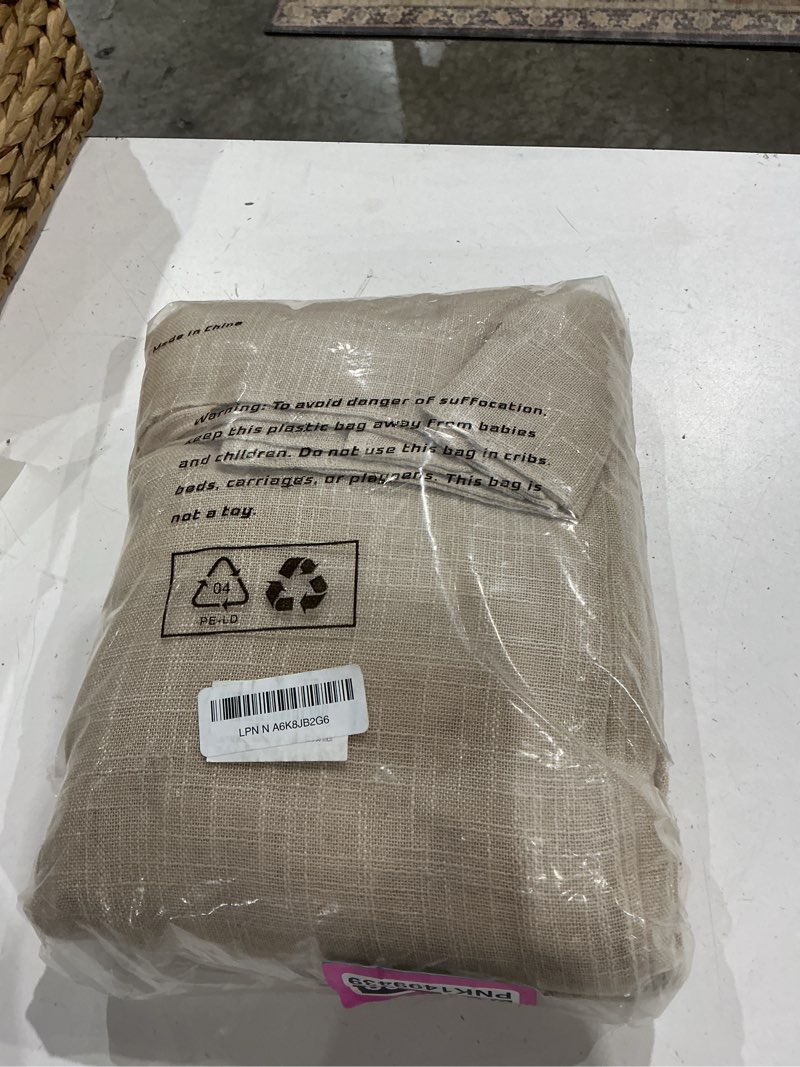 Made in China
Warning: To avoid danger of suffocation,
keep this plastic bag away from babies
and children. Do not use this bag in cribs,
beds, carriages, or playpens. This bag is
not a toy.
04
PE-LD
LPN N A6K8JB2G6